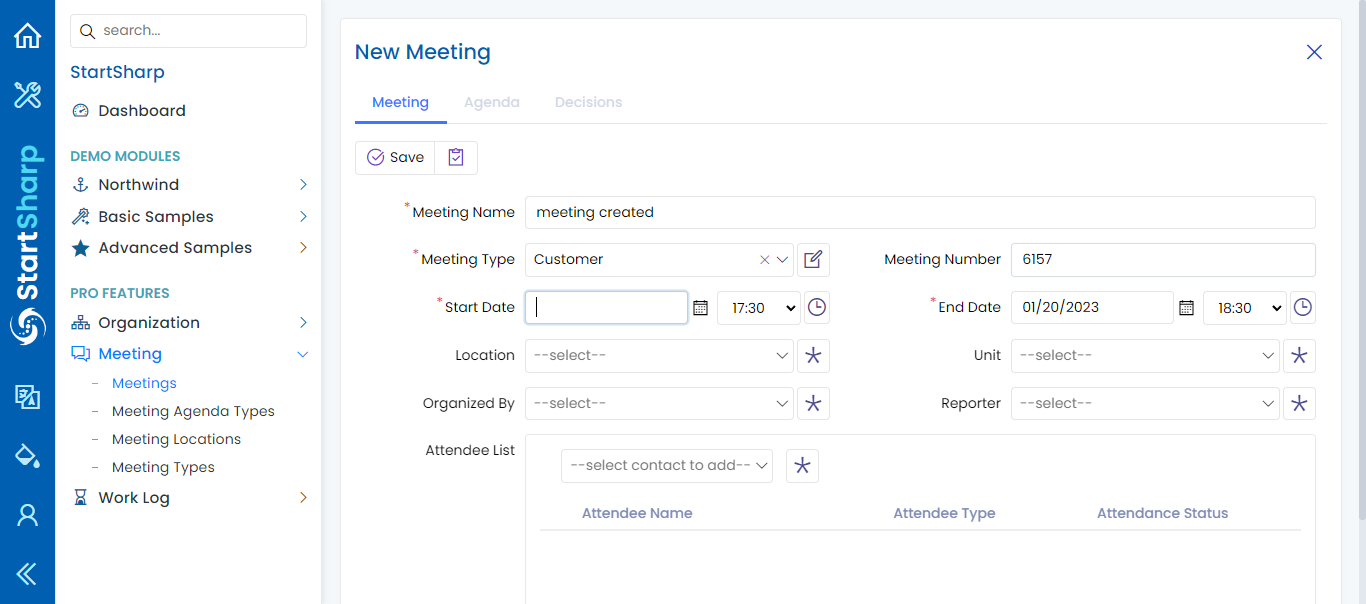 StartSharp
search...
StartSharp
Dashboard
DEMO MODULES
Northwind
Basic Samples
Advanced Samples
PRO FEATURES
Organization
Meeting
- Meetings
- Meeting Agenda Types
- Meeting Locations
- Meeting Types
Work Log
New Meeting
Meeting Agenda Decisions
Save
*Meeting Name meeting created
*Meeting Type Customer Meeting Number 6157
*Start Date 17:30 *End Date 01/20/2023 18:30
Location --select-- Unit --select--
Organized By --select-- Reporter --select--
Attendee List --select contact to add--
Attendee Name Attendee Type Attendance Status